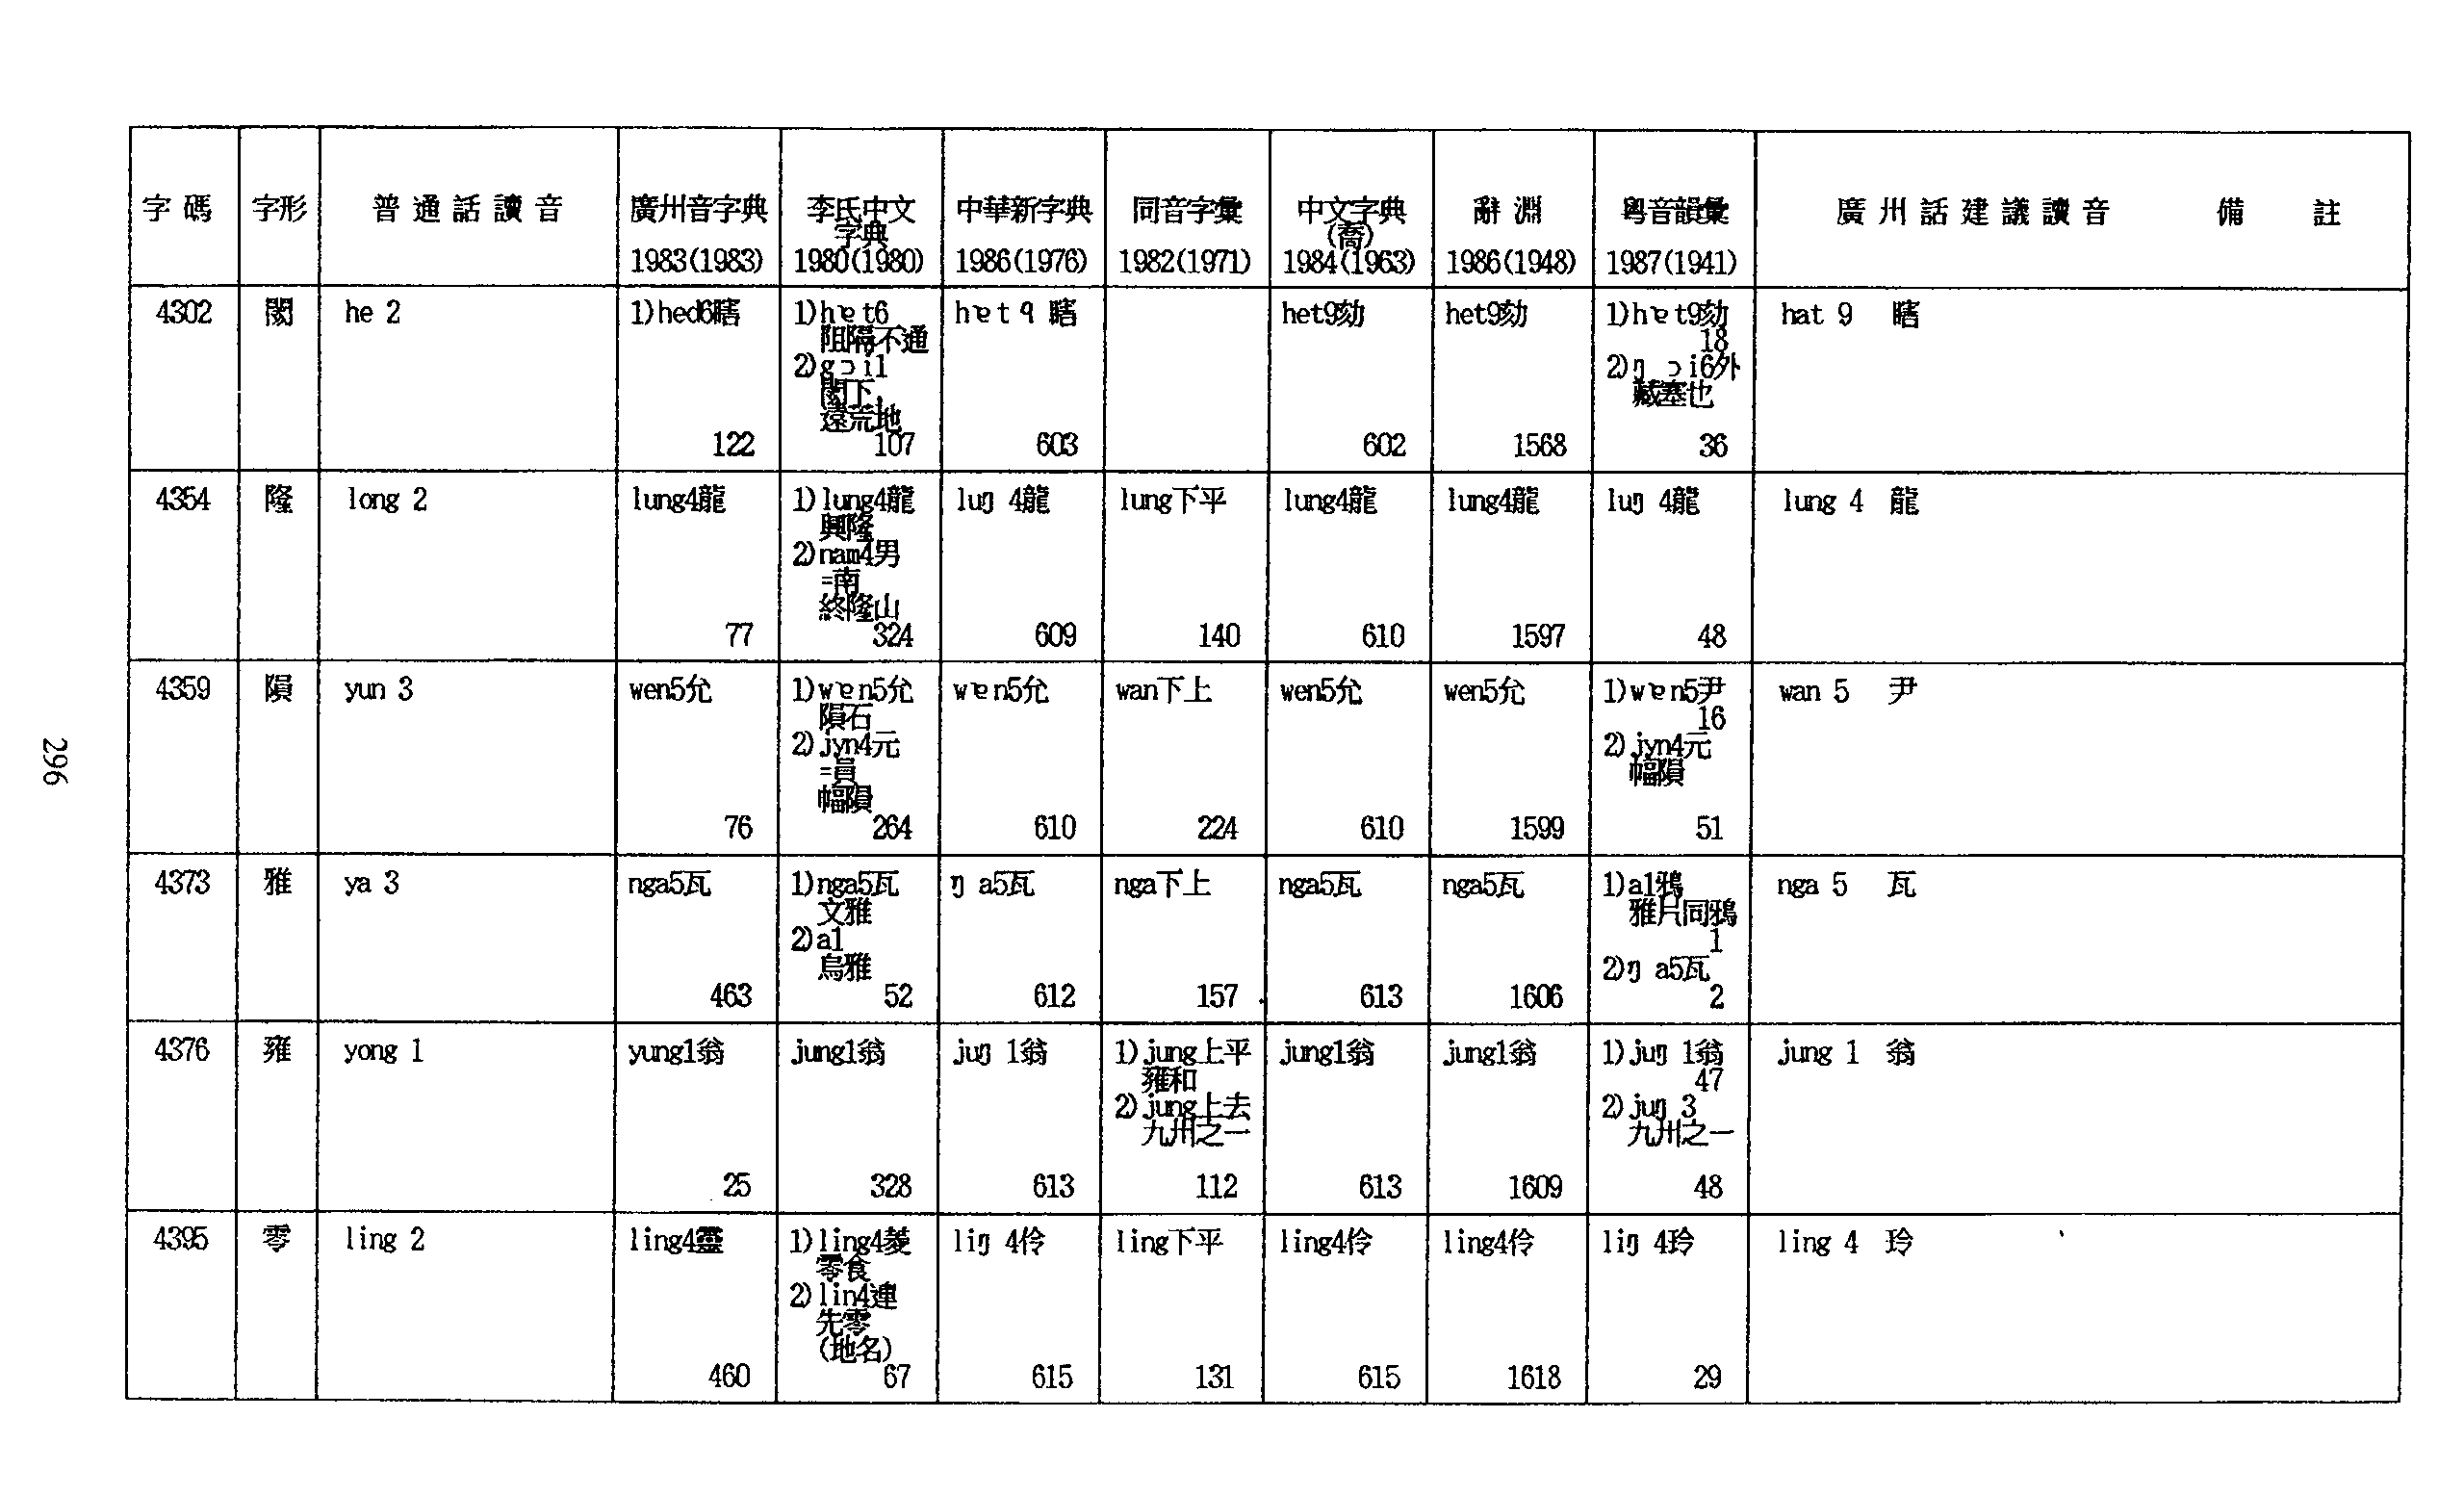 字碼 字形 普通話讀音 廣州音字典 李氏中文 中華新字典 同音字彙 中文字典 辭淵 粵音韻彙 廣州話建議讀音 備註
字典 (喬)
1983(1983) 1980(1980) 1986(1976) 1982(1971) 1984(1963) 1986(1948) 1987(1941)
4302 閡 he 2 1)hed6瞎 1)hɐt6 hɐt9 瞎 het9劾 het9劾 1)hɐt9劾 hat 9 瞎
阻隔不通 18
2)gɔi1 2)ŋɔi6外
閡下, 藏塞也
遠荒地
122 107 603 602 1568 36
4354 隆 long 2 lung4龍 1)lung4龍 luŋ 4龍 lung下平 lung4龍 lung4龍 luŋ 4龍 lung 4 龍
興隆
2)nam4男
=南
終隆山
77 324 609 140 610 1597 48
4359 隕 yun 3 wen5允 1)wɐn5允 wɐn5允 wan下上 wen5允 wen5允 1)wɐn5尹 wan 5 尹
隕石 16
2)jyn4元 2)jyn4元
=員 幅隕
幅隕
76 264 610 224 610 1599 51
4373 雅 ya 3 nga5瓦 1)nga5瓦 ŋ a5瓦 nga下上 nga5瓦 nga5瓦 1)a1鴉 nga 5 瓦
文雅 雅片同鴉
2)a1 1
烏雅 2)ŋ a5瓦
463 52 612 157 613 1606 2
4376 雍 yong 1 yung1翁 jung1翁 juŋ 1翁 1)jung上平 jung1翁 jung1翁 1)juŋ 1翁 jung 1 翁
雍和 47
2)jung上去 2)juŋ 3
九州之一 九州之一
25 328 613 112 613 1609 48
4395 零 ling 2 ling4靈 1)ling4菱 liŋ 4伶 ling下平 ling4伶 ling4伶 liŋ 4玲 ling 4 玲
零食
2)lin4連
先零
(地名)
460 67 615 131 615 1618 29
296